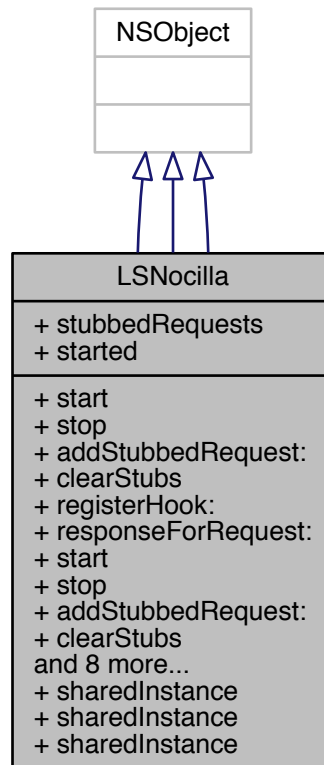 NSObject
LSNocilla
+ stubbedRequests
+ started
+ start
+ stop
+ addStubbedRequest:
+ clearStubs
+ registerHook:
+ responseForRequest:
+ start
+ stop
+ addStubbedRequest:
+ clearStubs
and 8 more...
+ sharedInstance
+ sharedInstance
+ sharedInstance